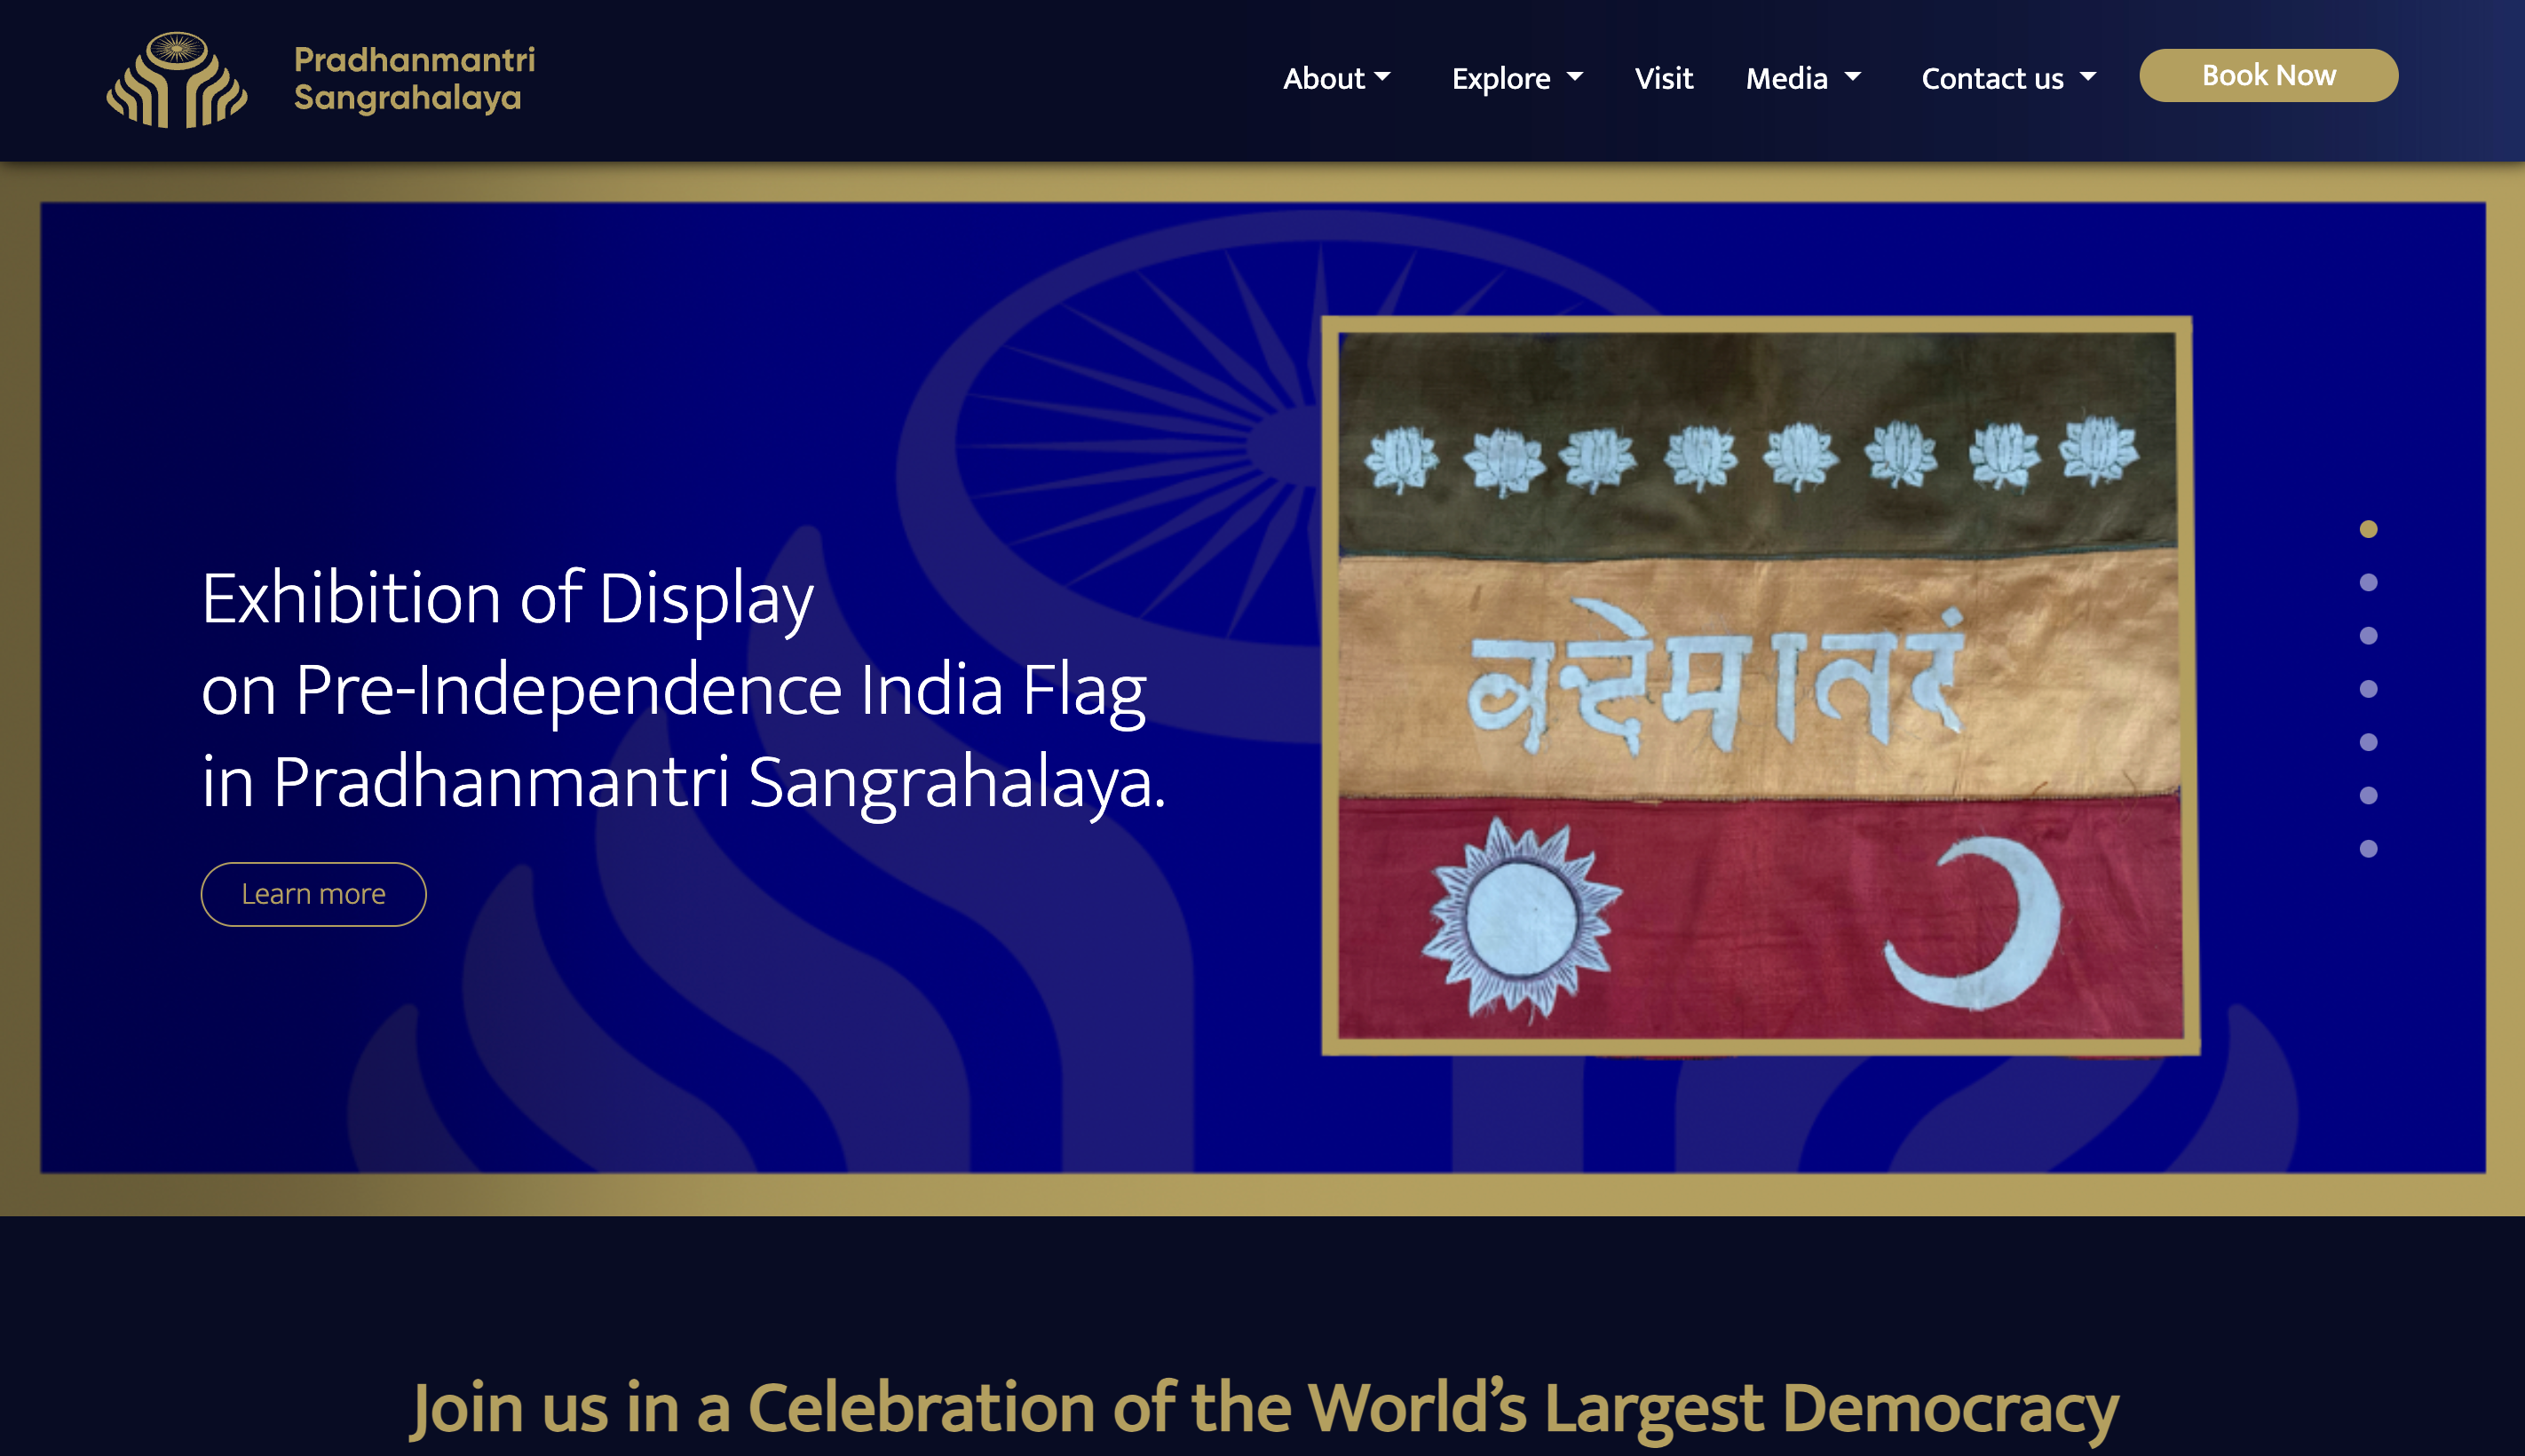 Pradhanmantri
Sangrahalaya
About
Explore
Visit
Media
Contact us
Book Now
Exhibition of Display
on Pre-Independence India Flag
in Pradhanmantri Sangrahalaya.
Learn more
वन्देमातरं
Join us in a Celebration of the World’s Largest Democracy